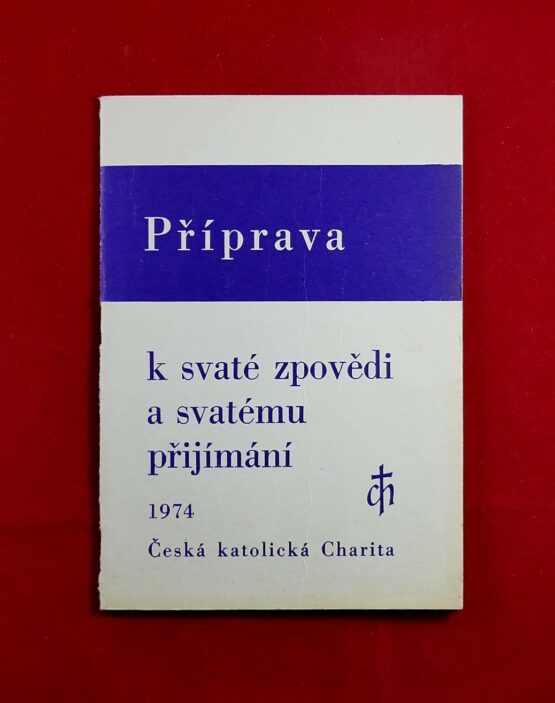 Příprava
k svaté zpovědi
a svatému
přijímání
1974
Česká katolická Charita